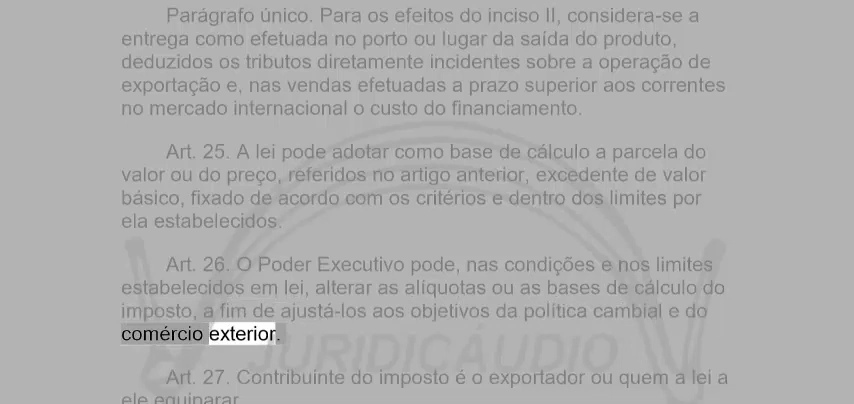 Parágrafo único. Para os efeitos do inciso II, considera-se a
entrega como efetuada no porto ou lugar da saída do produto,
deduzidos os tributos diretamente incidentes sobre a operação de
exportação e, nas vendas efetuadas a prazo superior aos correntes
no mercado internacional o custo do financiamento.
Art. 25. A lei pode adotar como base de cálculo a parcela do
valor ou do preço, referidos no artigo anterior, excedente de valor
básico, fixado de acordo com os critérios e dentro dos limites por
ela estabelecidos.
Art. 26. O Poder Executivo pode, nas condições e nos limites
estabelecidos em lei, alterar as alíquotas ou as bases de cálculo do
imposto, a fim de ajustá-los aos objetivos da política cambial e do
comércio exterior.
JURIDICÁUDIO
Art. 27. Contribuinte do imposto é o exportador ou quem a lei a
ele equiparar.